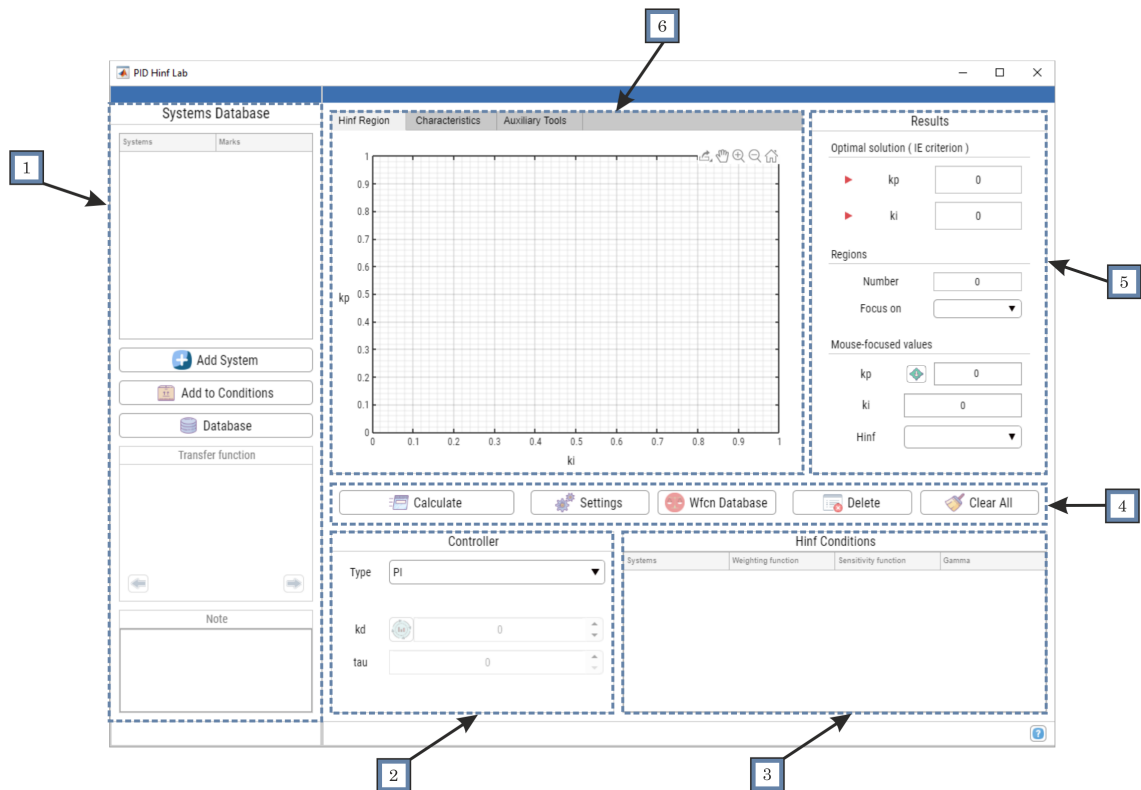 6
PID Hinf Lab
Systems Database
Systems Marks
1
Add System
Add to Conditions
Database
Transfer function
Note
Hinf Region Characteristics Auxiliary Tools
1
0.9
0.8
0.7
0.6
kp 0.5
0.4
0.3
0.2
0.1
0
0 0.1 0.2 0.3 0.4 0.5 0.6 0.7 0.8 0.9 1
ki
Results
Optimal solution ( IE criterion )
kp 0
ki 0
Regions
Number 0
Focus on
5
Mouse-focused values
kp 0
ki 0
Hinf
Calculate Settings Wfcn Database Delete Clear All
4
Controller
Type PI
kd 0
tau 0
Hinf Conditions
Systems Weighting function Sensitivity function Gamma
?
2
3